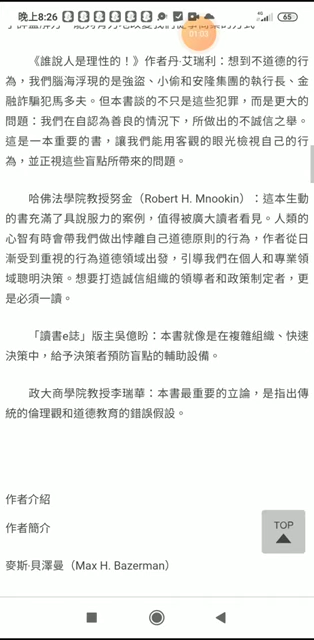 晚上8:26
4G
65
01:03
《誰說人是理性的！》作者丹·艾瑞利：想到不道德的行
為，我們腦海浮現的是強盜、小偷和安隆集團的執行長、金
融詐騙犯馬多夫。但本書談的不只是這些犯罪，而是更大的
問題：我們在自認為善良的情況下，所做出的不誠信之舉。
這是一本重要的書，讓我們能用客觀的眼光檢視自己的行
為，並正視這些盲點所帶來的問題。
哈佛法學院教授努金（Robert H. Mnookin）：這本生動
的書充滿了具說服力的案例，值得被廣大讀者看見。人類的
心智有時會帶我們做出悖離自己道德原則的行為，作者從日
漸受到重視的行為道德領域出發，引導我們在個人和專業領
域聰明決策。想要打造誠信組織的領導者和政策制定者，更
是必須一讀。
「讀書e誌」版主吳億盼：本書就像是在複雜組織、快速
決策中，給予決策者預防盲點的輔助設備。
政大商學院教授李瑞華：本書最重要的立論，是指出傳
統的倫理觀和道德教育的錯誤假設。
作者介紹
作者簡介
TOP
麥斯·貝澤曼（Max H. Bazerman）